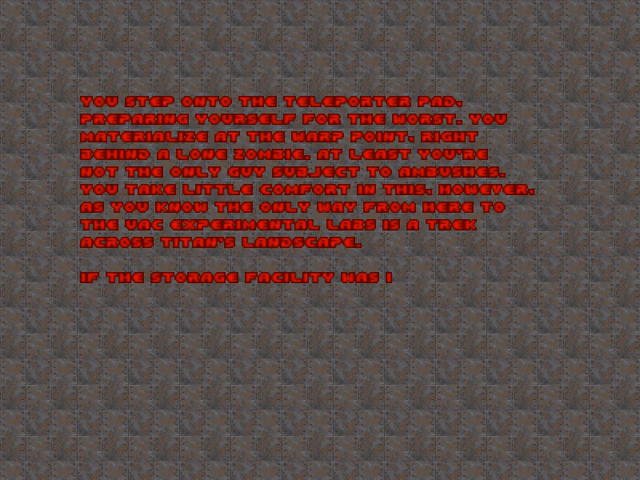 YOU STEP ONTO THE TELEPORTER PAD,
PREPARING YOURSELF FOR THE WORST. YOU
MATERIALIZE AT THE WARP POINT, RIGHT
BEHIND A LONE ZOMBIE. AT LEAST YOU'RE
NOT THE ONLY GUY SUBJECT TO AMBUSHES.
YOU TAKE LITTLE COMFORT IN THIS, HOWEVER,
AS YOU KNOW THE ONLY WAY FROM HERE TO
THE VAC EXPERIMENTAL LABS IS A TREK
ACROSS TITAN'S LANDSCAPE.

IF THE STORAGE FACILITY WAS I